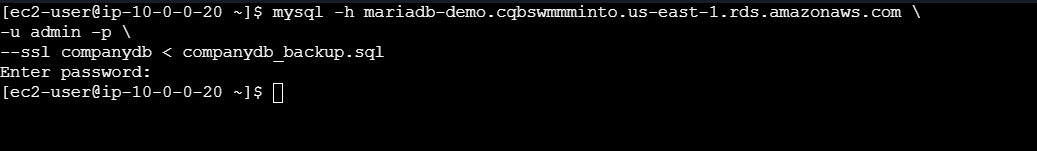 [ec2-user@ip-10-0-0-20 ~]$ mysql -h mariadb-demo.cqbswmmminto.us-east-1.rds.amazonaws.com \
-u admin -p \
--ssl companydb < companydb_backup.sql
Enter password:
[ec2-user@ip-10-0-0-20 ~]$